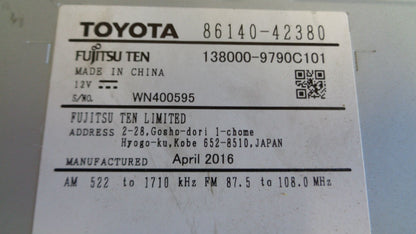 TOYOTA 86140-42380
FUJITSU TEN 138000-9790C101
MADE IN CHINA
12V
S/NO. WN400595
FUJITSU TEN LIMITED
ADDRESS 2-28,Gosho-dori 1-chome
Hyogo-ku,Kobe 652-8510,JAPAN
MANUFACTURED April 2016
AM 522 to 1710 kHz FM 87.5 to 108.0 MHz